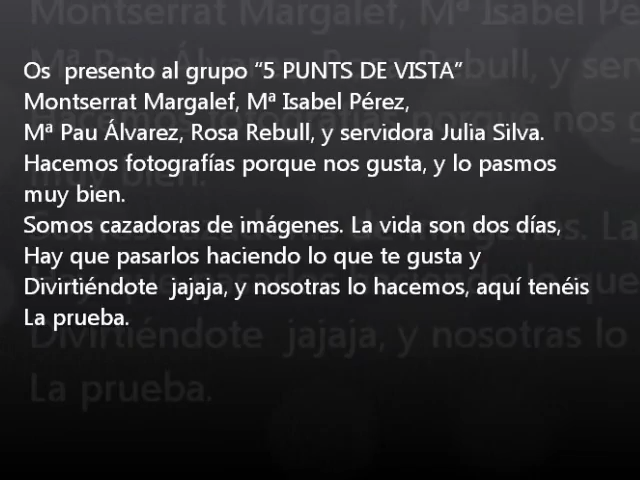 Os  presento al grupo “5 PUNTS DE VISTA”
Montserrat Margalef, Mª Isabel Pérez,
Mª Pau Álvarez, Rosa Rebull, y servidora Julia Silva.
Hacemos fotografías porque nos gusta, y lo pasmos
muy bien.
Somos cazadoras de imágenes. La vida son dos días,
Hay que pasarlos haciendo lo que te gusta y
Divirtiéndote  jajaja, y nosotras lo hacemos, aquí tenéis
La prueba.